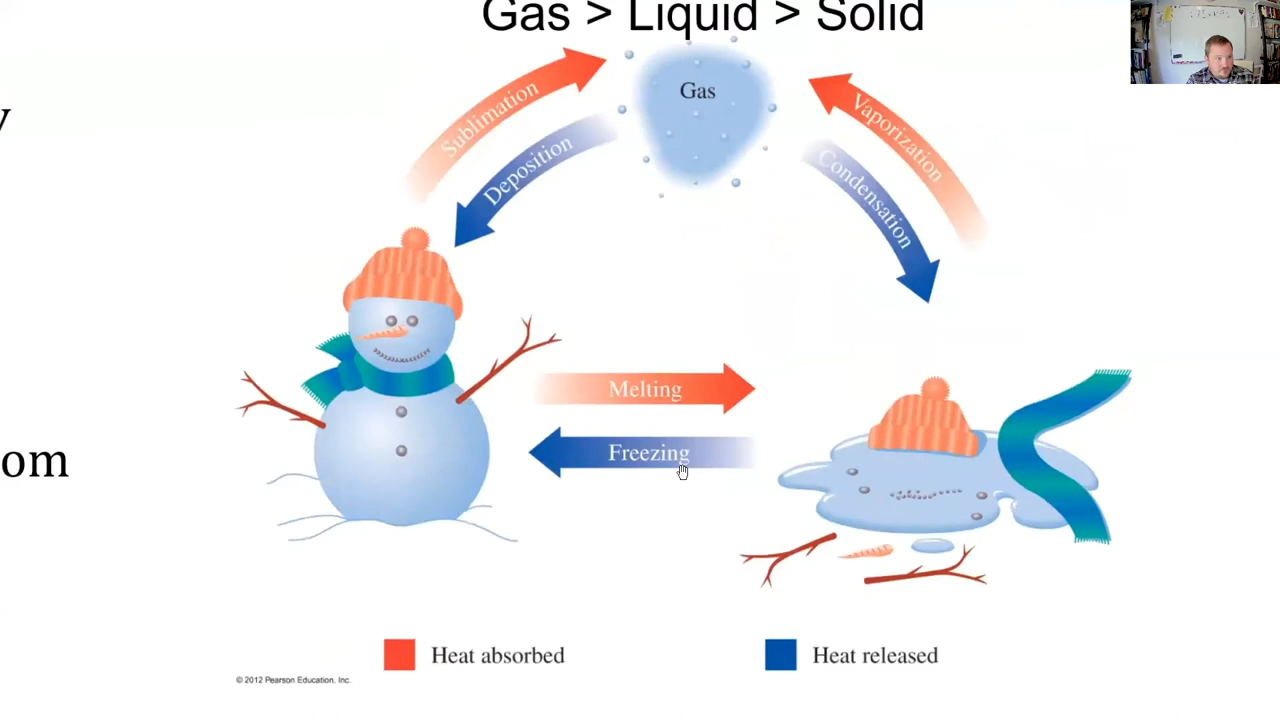 Gas > Liquid > Solid
y
Gas
Sublimation
Deposition
Vaporization
Condensation
Melting
om
Freezing
Heat absorbed
Heat released
© 2012 Pearson Education, Inc.